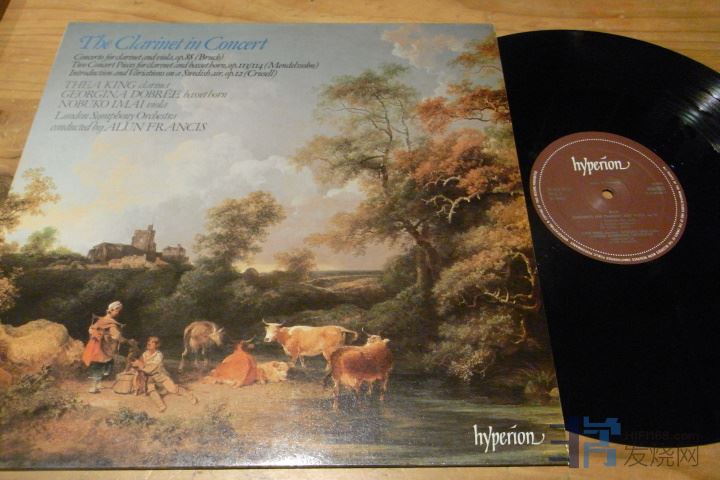 The Clarinet in Concert
Concerto for clarinet and viola, op.88 (Bruch)
Two Concert Pieces for clarinet and basset horn, op.113/114 (Mendelssohn)
Introduction and Variations on a Swedish air, op.12 (Crusell)
THEA KING clarinet
GEORGINA DOBRÉE basset horn
NOBUKO IMAI viola
London Symphony Orchestra
conducted by ALUN FRANCIS
hyperion
hyperion
HIFI168.com
发烧网